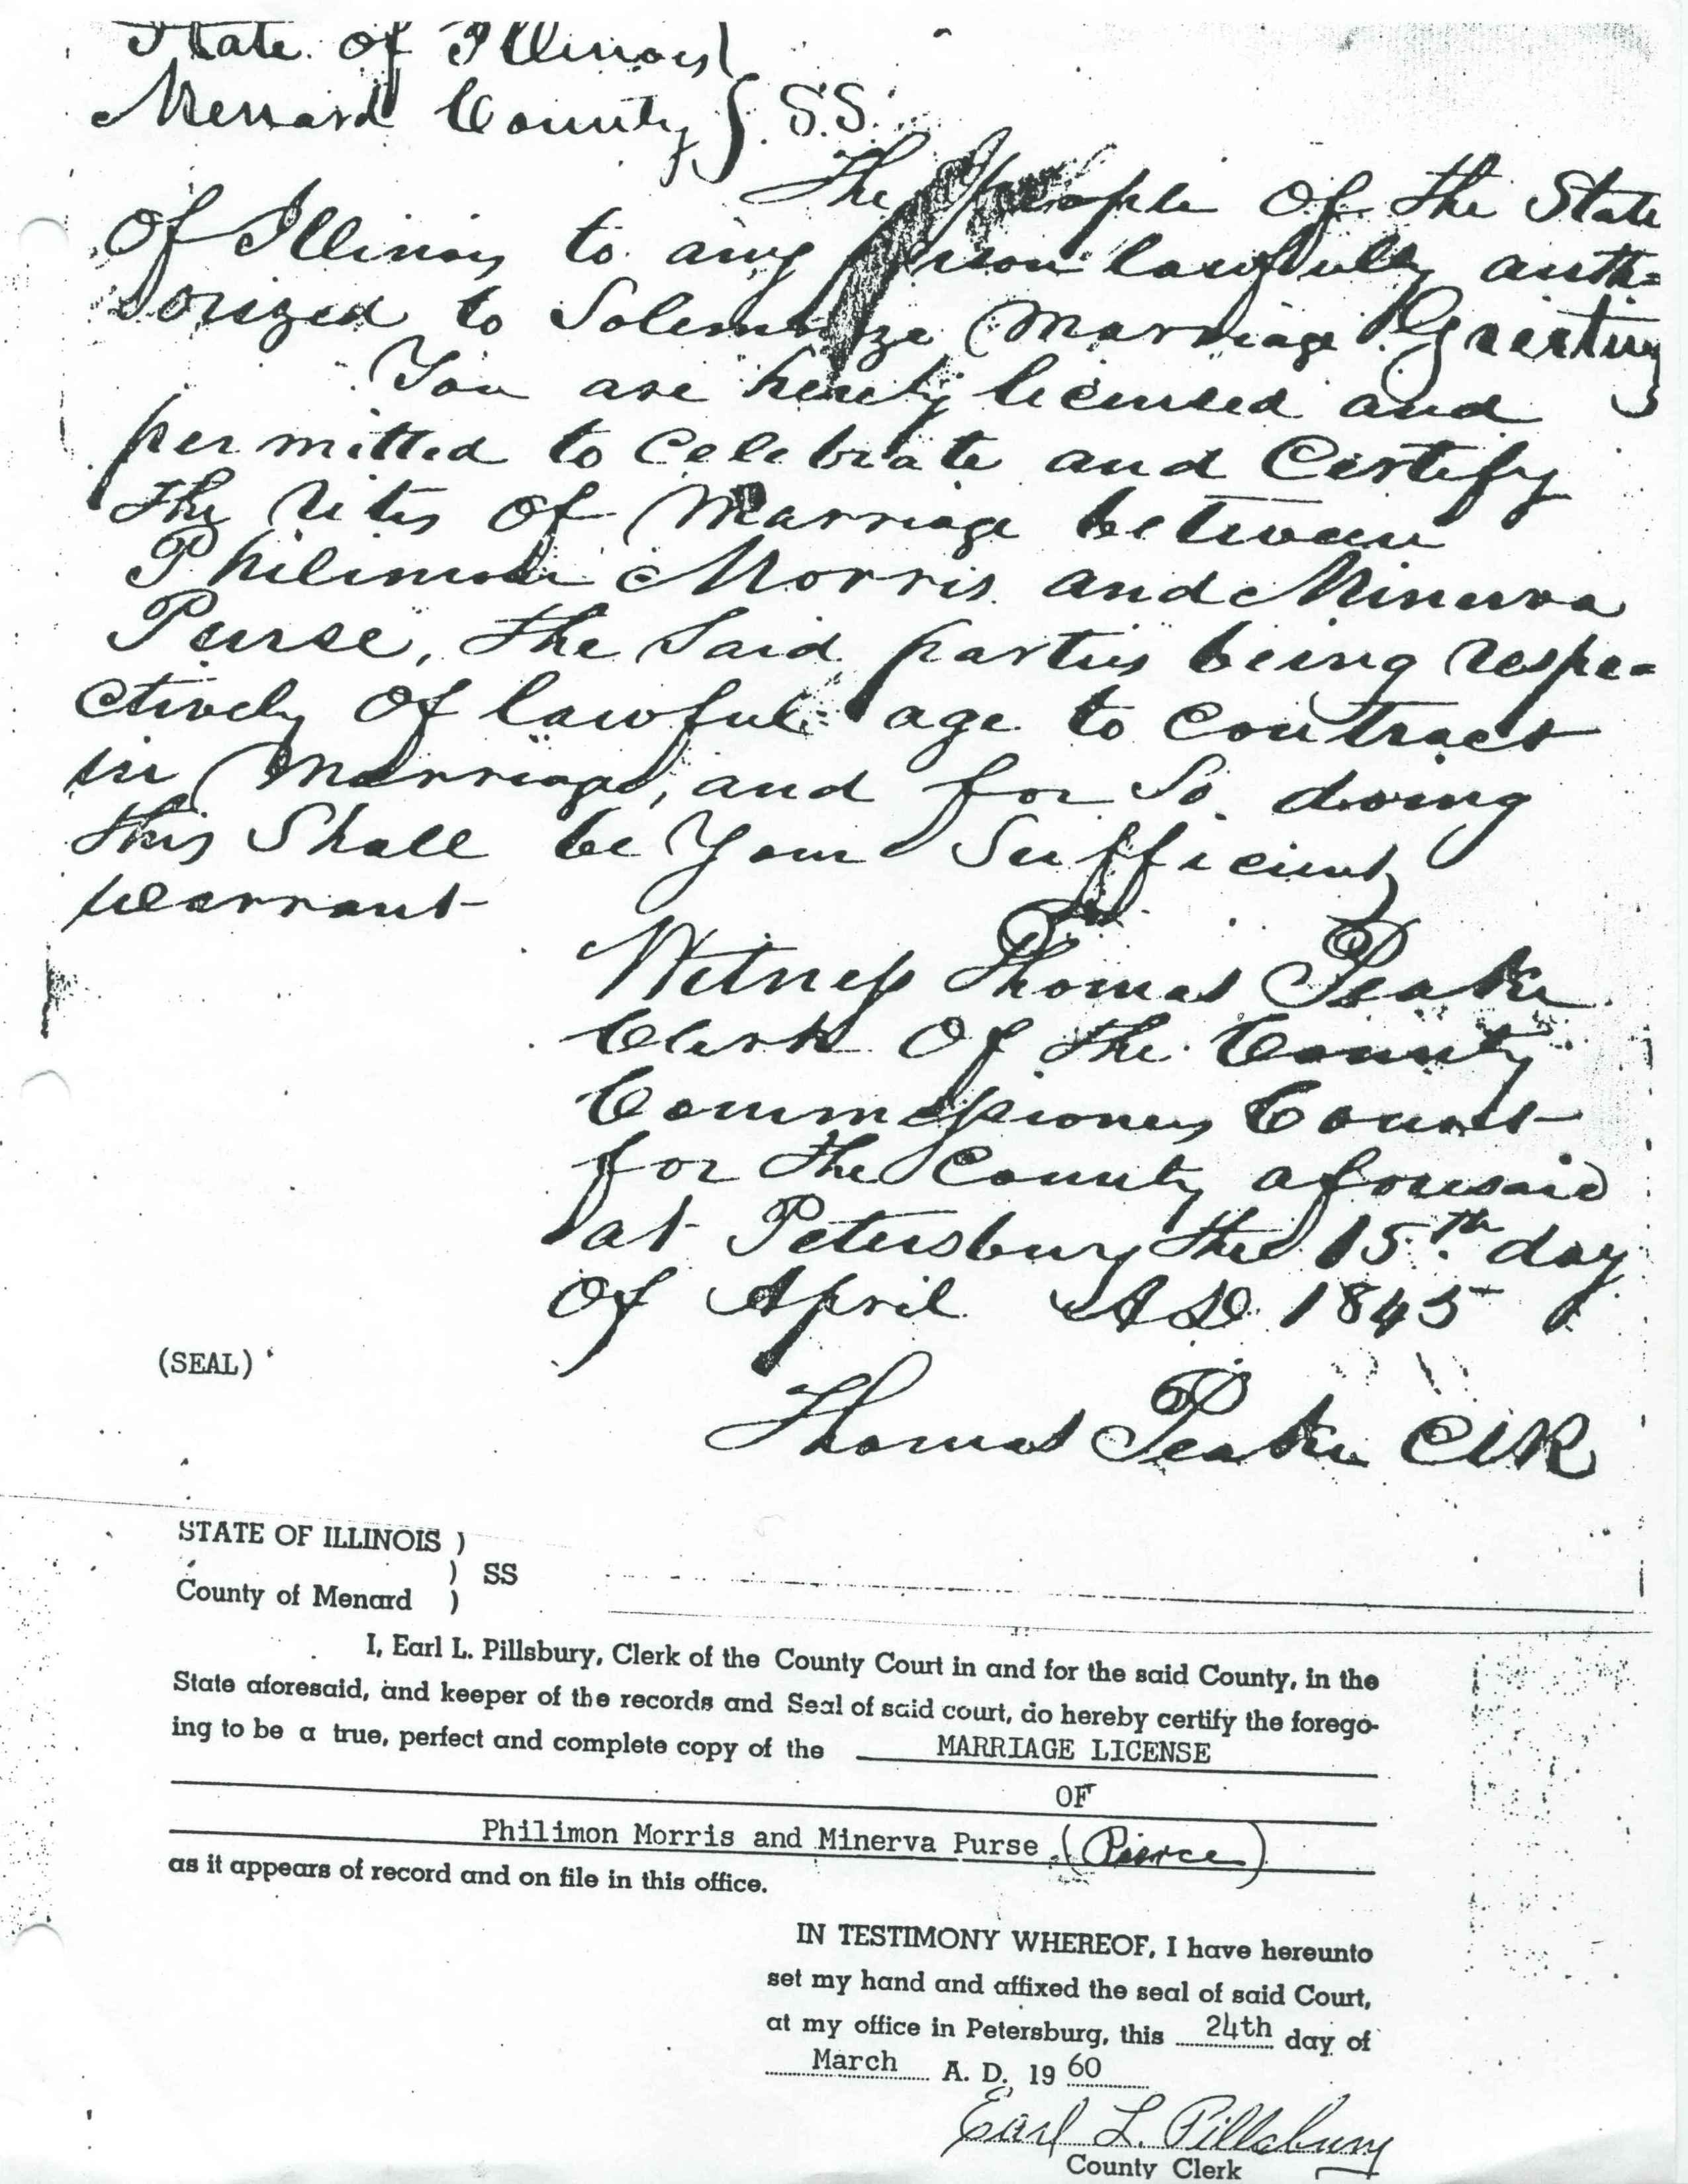 State of Illinois )
Menard County } S.S.
The People of the State
Of Illinois to any person lawfully auth=
orized to Solemnize Marriage Greeting
You are hereby licensed and
permitted to Celebrate and Certify
the rites of Marriage between
Philimon Morris and Minerva
Purse, the Said parties being respe=
ctively of lawful age to Contract
in Marriage, and for So doing
this Shall be Your Sufficient
warrant
Witness Thomas Peake
Clerk Of the County
Commissioners Court
for the County aforesaid
at Petersburg the 15th day
Of April AD 1845
(SEAL)
Thomas Peake ClK
STATE OF ILLINOIS )
) SS
County of Menard )
I, Earl L. Pillsbury, Clerk of the County Court in and for the said County, in the
State aforesaid, and keeper of the records and Seal of said court, do hereby certify the forego-
ing to be a true, perfect and complete copy of the MARRIAGE LICENSE
OF
Philimon Morris and Minerva Purse (Pierce)
as it appears of record and on file in this office.
IN TESTIMONY WHEREOF, I have hereunto
set my hand and affixed the seal of said Court,
at my office in Petersburg, this 24th day of
March A. D. 19 60
Earl L. Pillsbury
County Clerk